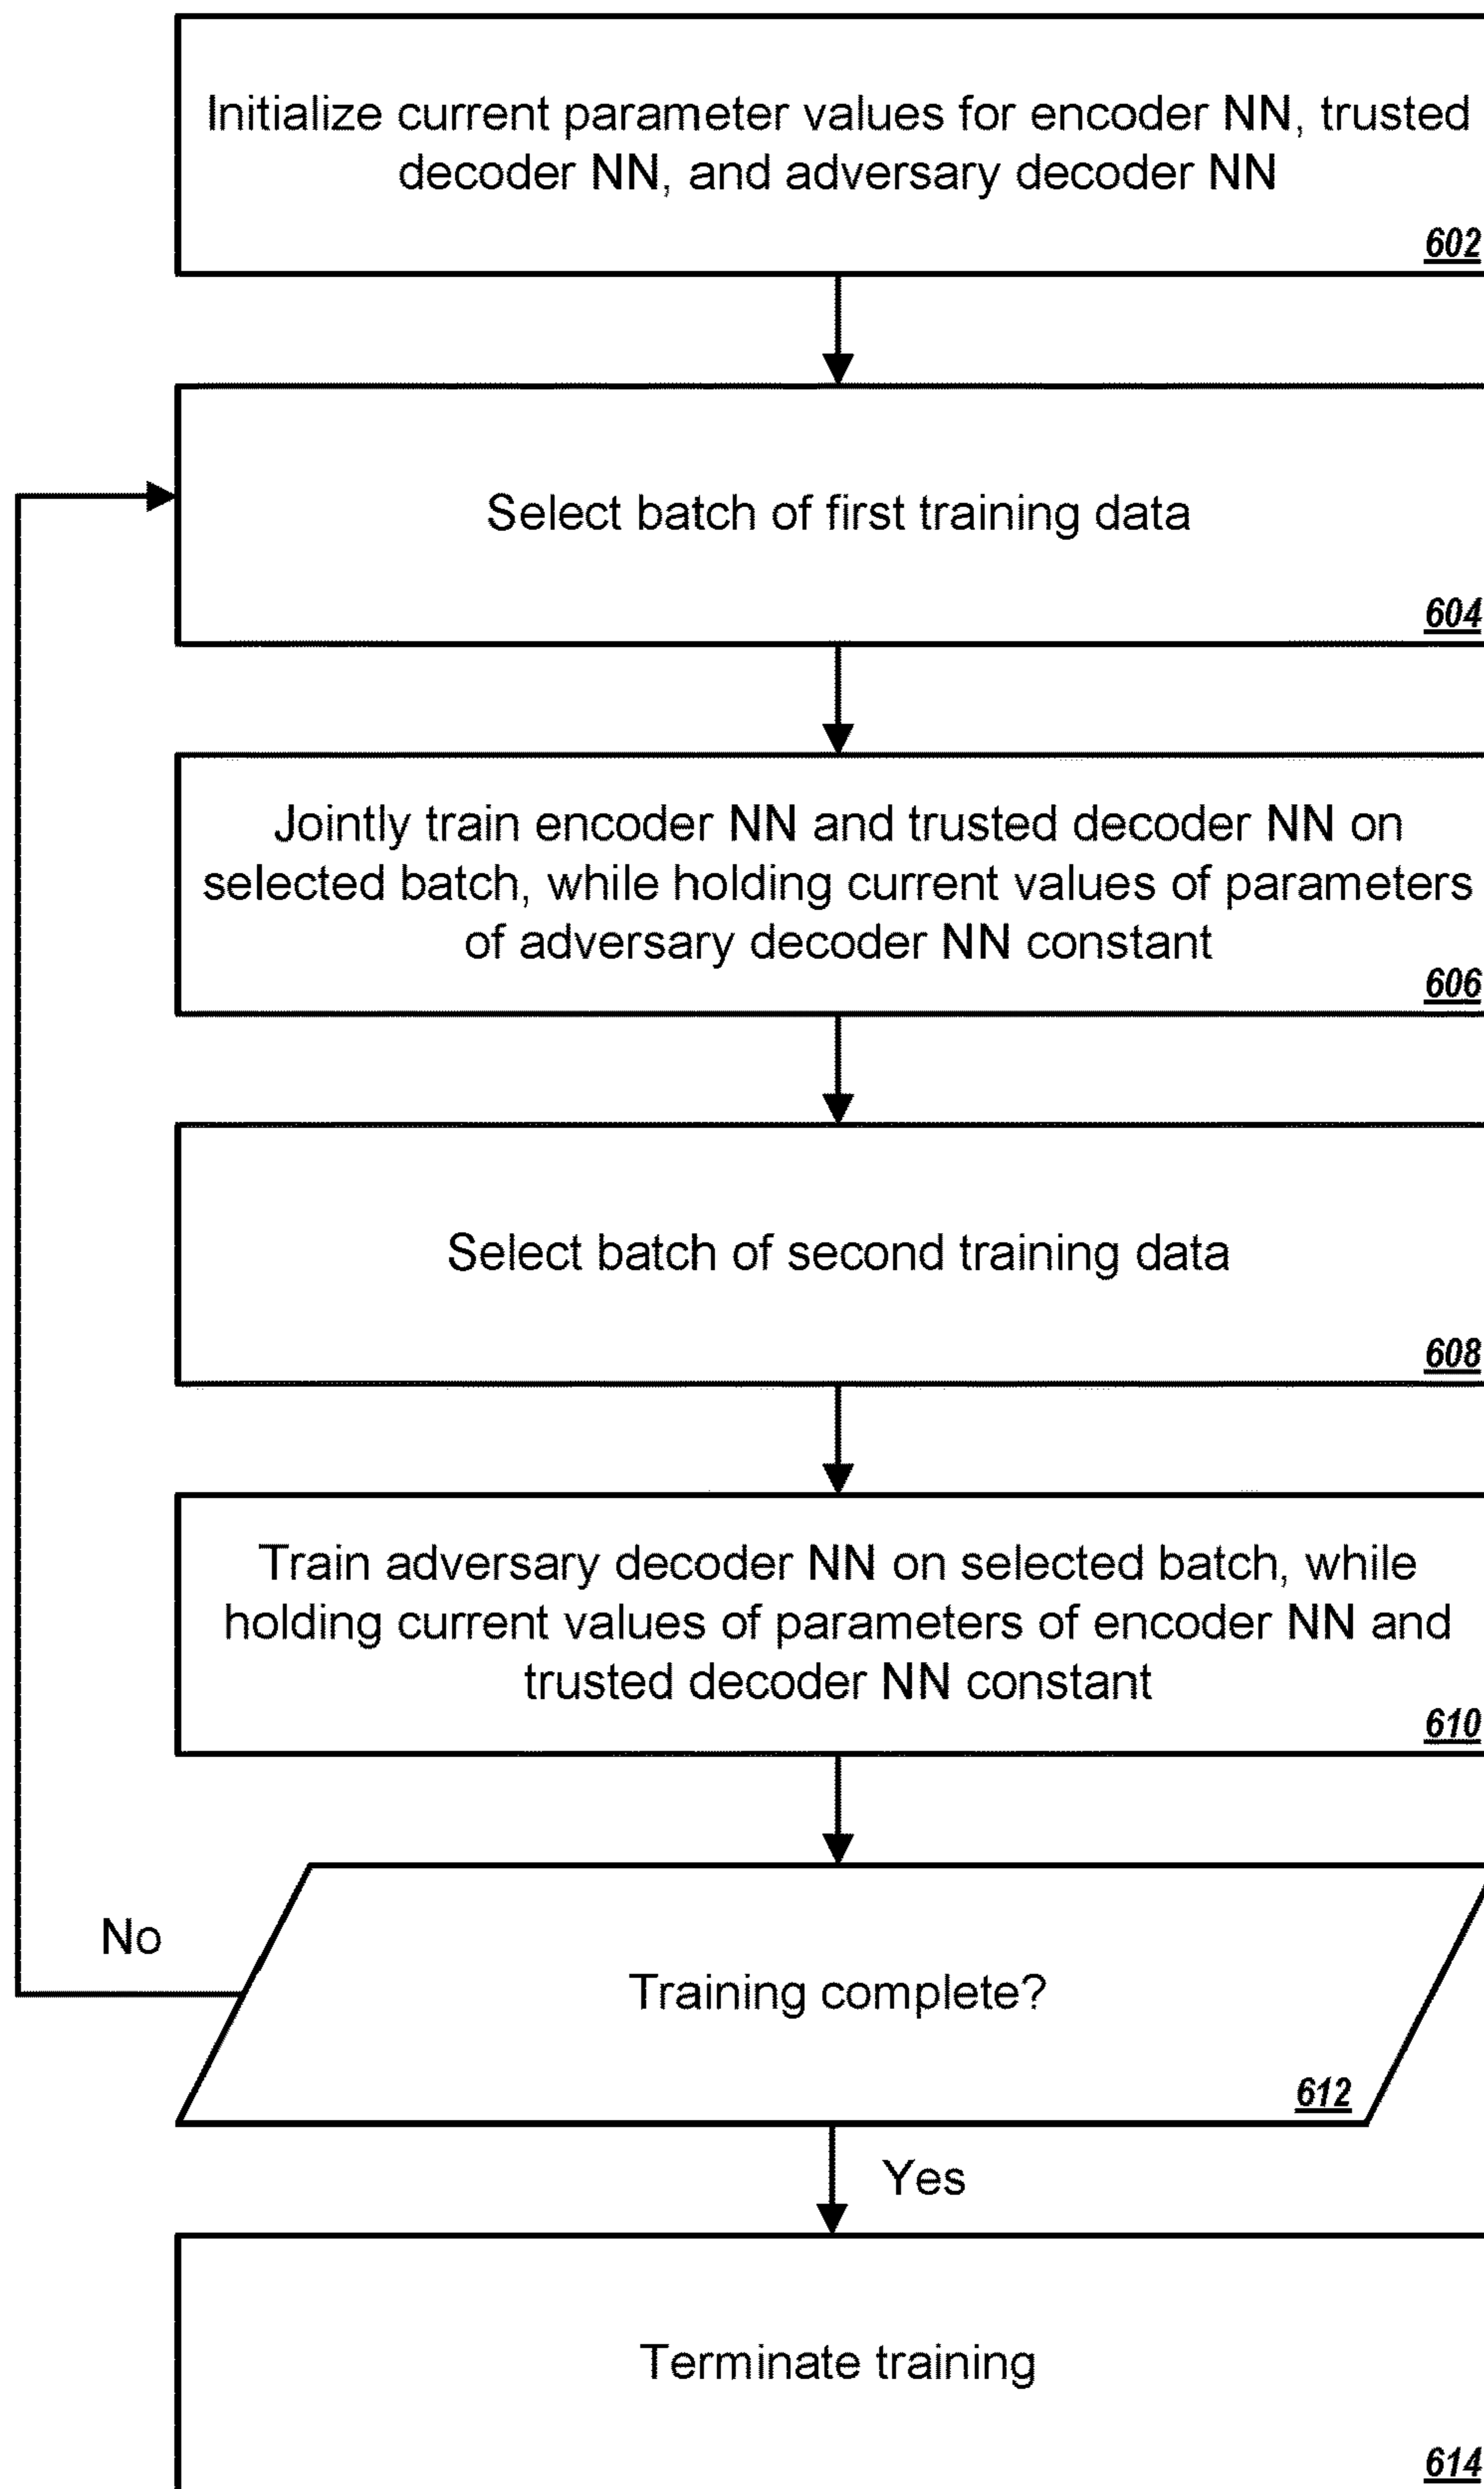 Initialize current parameter values for encoder NN, trusted
decoder NN, and adversary decoder NN
602
Select batch of first training data
604
Jointly train encoder NN and trusted decoder NN on
selected batch, while holding current values of parameters
of adversary decoder NN constant
606
Select batch of second training data
608
Train adversary decoder NN on selected batch, while
holding current values of parameters of encoder NN and
trusted decoder NN constant
610
No
Training complete?
612
Yes
Terminate training
614